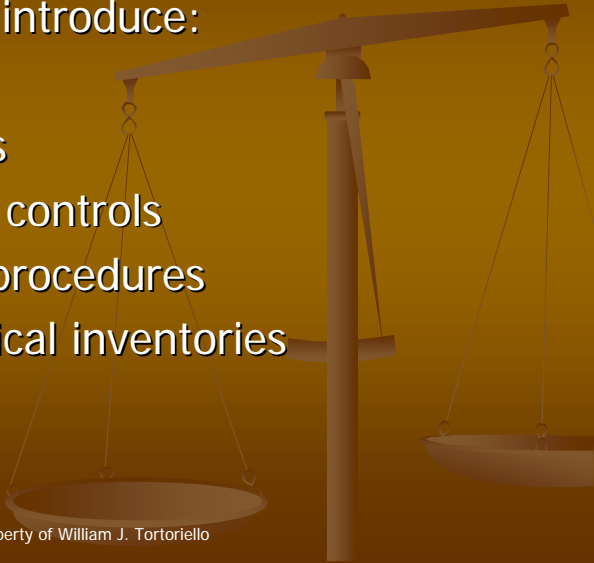 introduce:
s
controls
procedures
ical inventories
perty of William J. Tortoriello